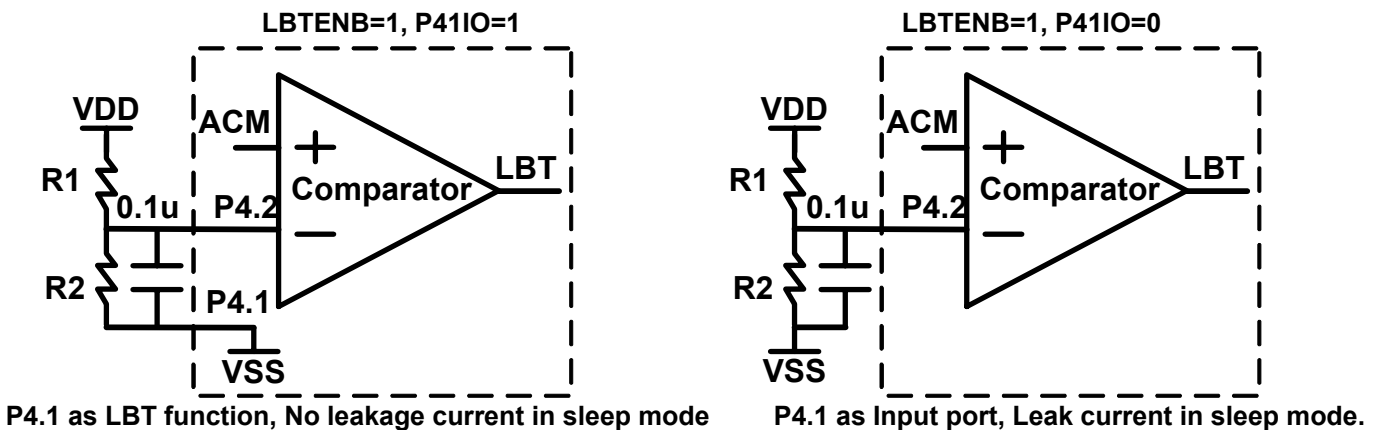 LBTENB=1, P41IO=1
VDD
ACM
+
R1
Comparator
LBT
0.1u
P4.2
−
R2
P4.1
VSS
P4.1 as LBT function, No leakage current in sleep mode
LBTENB=1, P41IO=0
VDD
ACM
+
R1
Comparator
LBT
0.1u
P4.2
−
R2
VSS
P4.1 as Input port, Leak current in sleep mode.